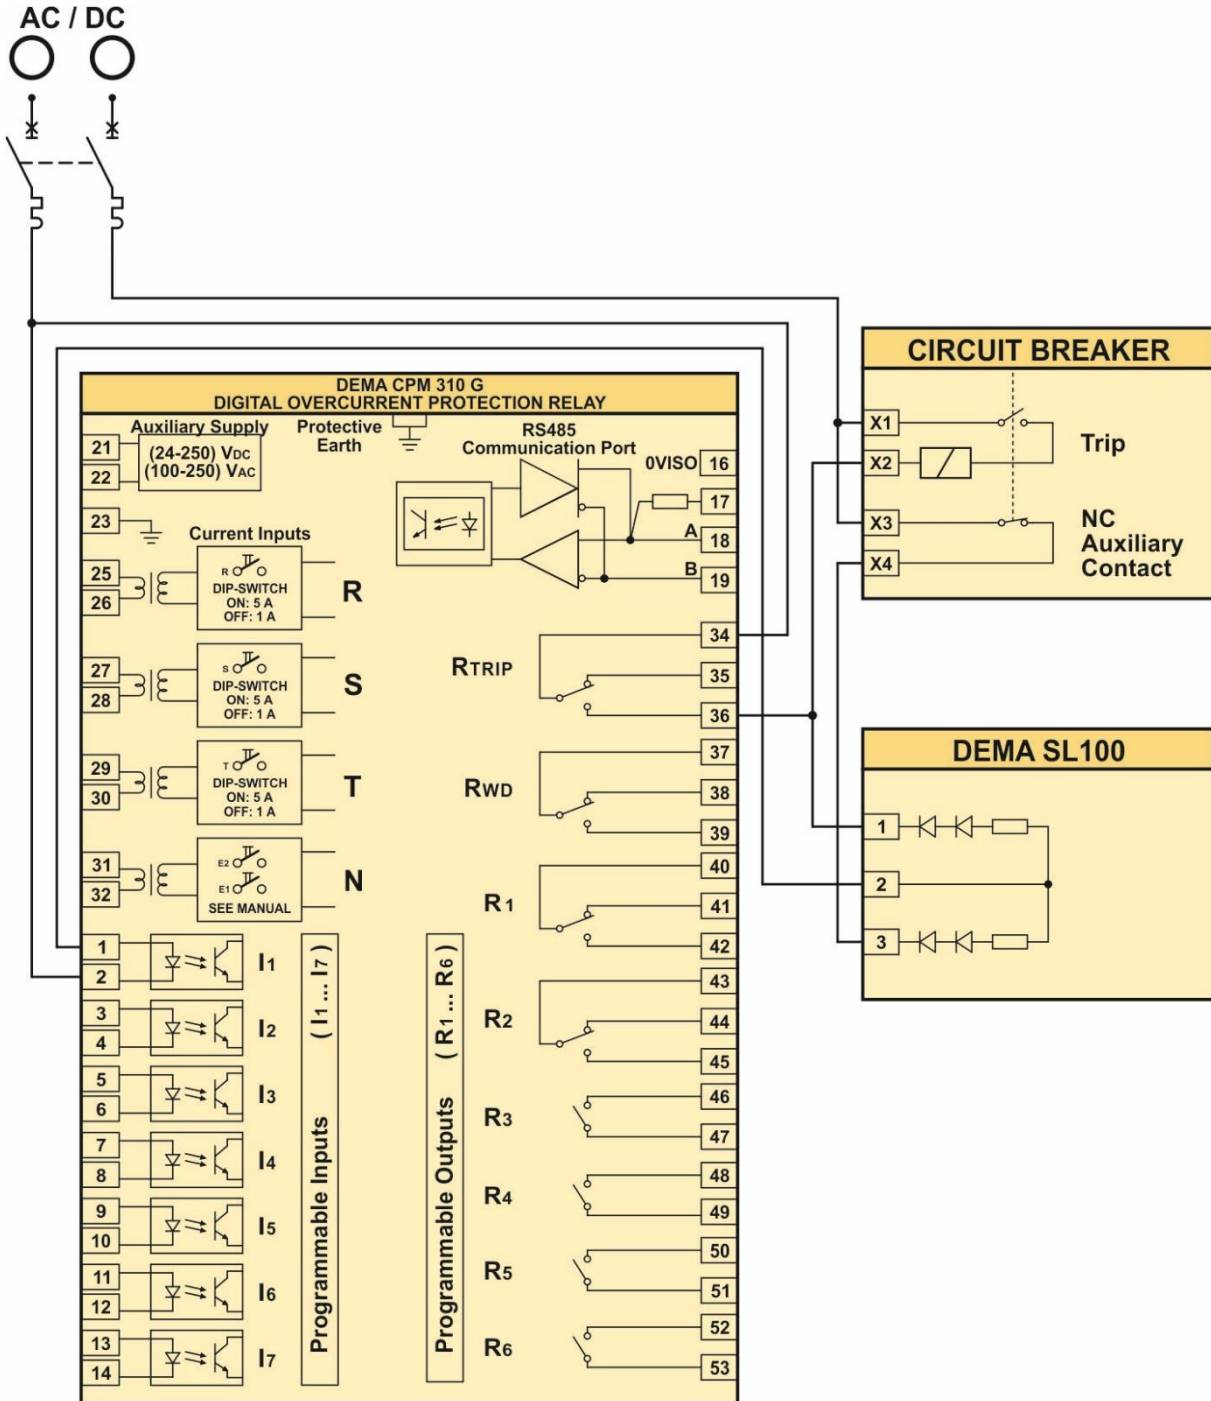 AC / DC
CIRCUIT BREAKER
X1
X2
X3
X4
Trip
NC
Auxiliary
Contact
DEMA CPM 310 G
DIGITAL OVERCURRENT PROTECTION RELAY
Auxiliary Supply
(24-250) VDC
(100-250) VAC
21
22
23
Protective
Earth
RS485
Communication Port
0VISO
16
17
A
18
B
19
Current Inputs
25
26
R
DIP-SWITCH
ON: 5 A
OFF: 1 A
R
27
28
S
DIP-SWITCH
ON: 5 A
OFF: 1 A
S
29
30
T
DIP-SWITCH
ON: 5 A
OFF: 1 A
T
31
32
E2
E1
SEE MANUAL
N
RTRIP
34
35
36
RWD
37
38
39
R1
40
41
42
R2
43
44
45
R3
46
47
R4
48
49
R5
50
51
R6
52
53
1
2
I1
3
4
I2
5
6
I3
7
8
I4
9
10
I5
11
12
I6
13
14
I7
Programmable Inputs ( I1 ... I7 )
Programmable Outputs ( R1 ... R6 )
DEMA SL100
1
2
3